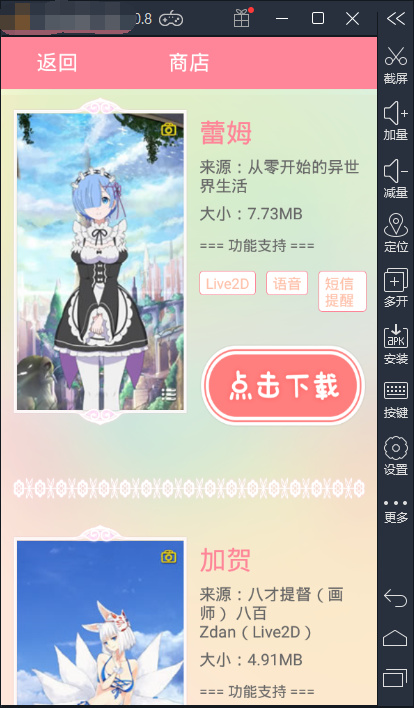 0.8
返回 商店
截屏
加量
减量
定位
多开
APK
安装
按键
设置
更多
蕾姆
来源：从零开始的异世
界生活
大小：7.73MB
=== 功能支持 ===
Live2D 语音 短信
提醒
点击下载
加贺
来源：八才提督（画
师） 八百
Zdan（Live2D）
大小：4.91MB
=== 功能支持 ===